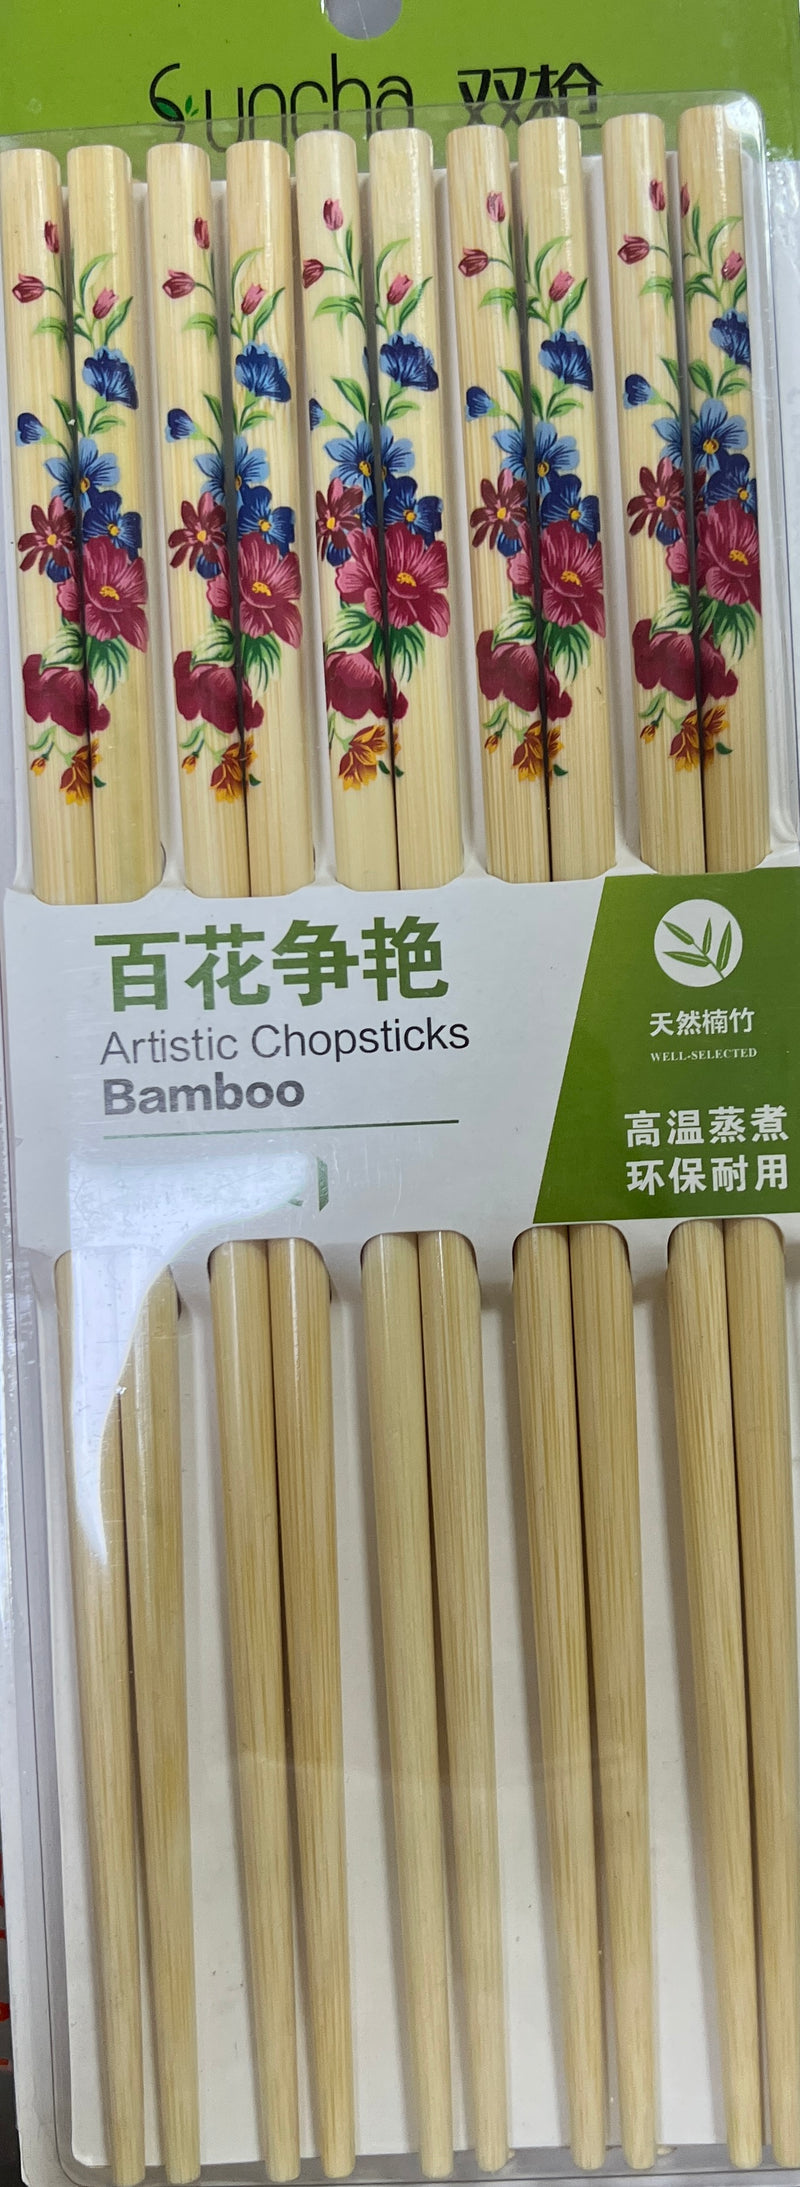 Suncha 双枪
百花争艳
Artistic Chopsticks
Bamboo
天然楠竹
WELL-SELECTED
高温蒸煮
环保耐用